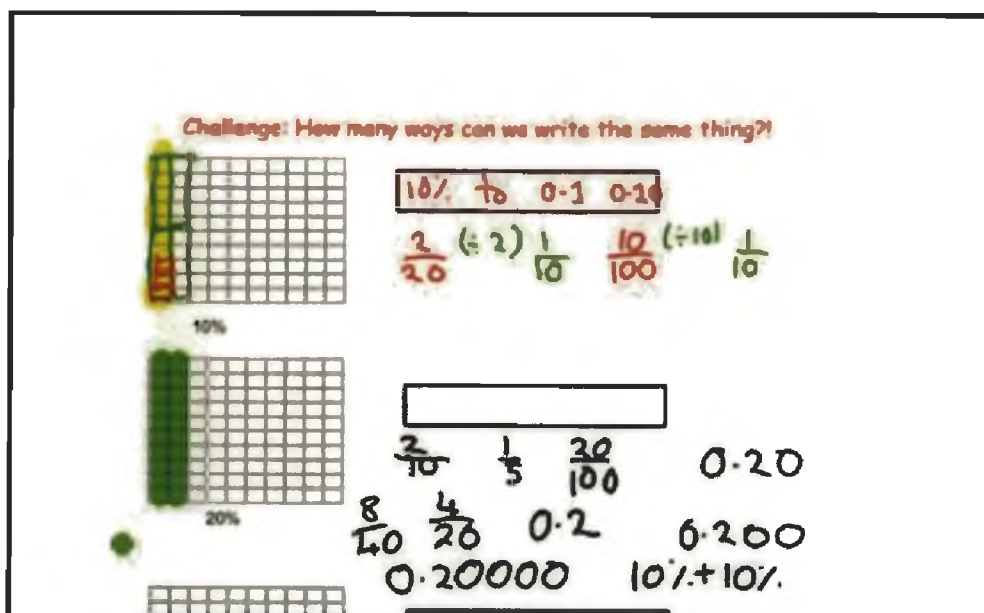 Challenge: How many ways can we write the same thing?!
10% 1/10 0.1 0.10
2/20 (÷2) 1/10 10/100 (÷10) 1/10
10%
2/10 1/5 20/100 0.20
20%
8/40 4/20 0.2 0.200
0.20000 10%+10%